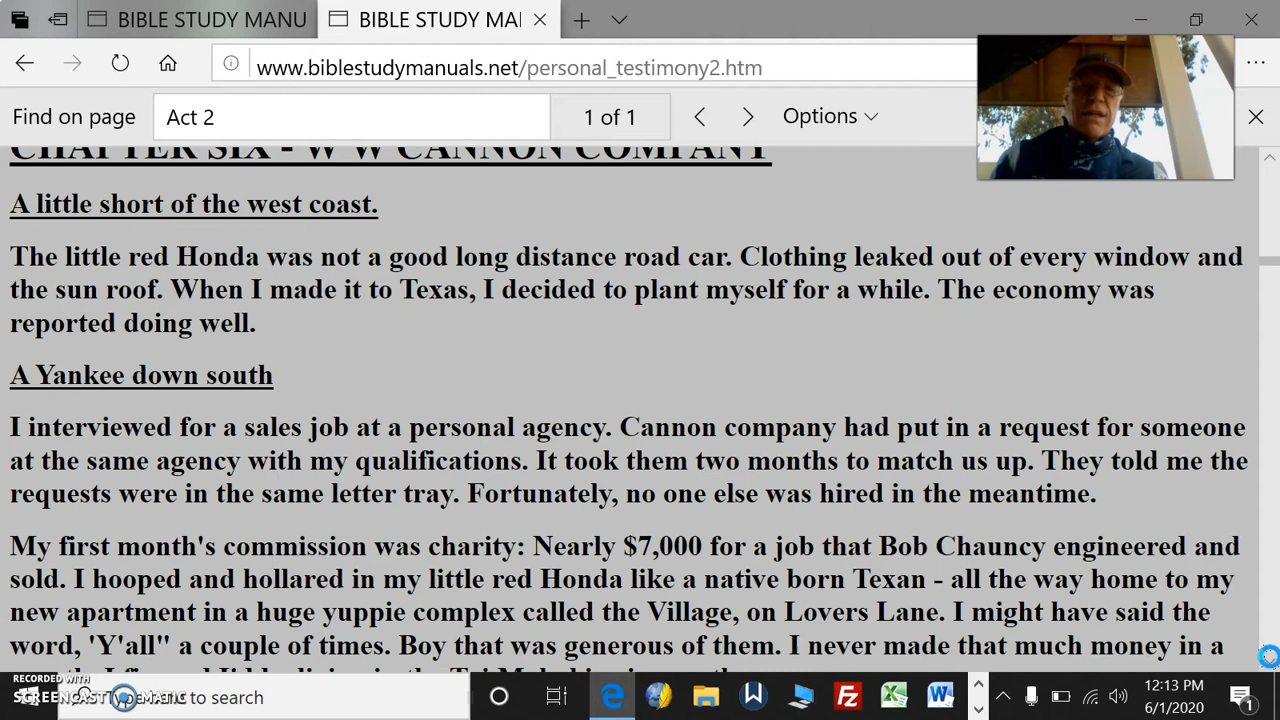 BIBLE STUDY MANU
BIBLE STUDY MAI
www.biblestudymanuals.net/personal_testimony2.htm
Find on page
Act 2
1 of 1
Options
CHAPTER SIX - W W CANNON COMPANY
A little short of the west coast.
The little red Honda was not a good long distance road car. Clothing leaked out of every window and
the sun roof. When I made it to Texas, I decided to plant myself for a while. The economy was
reported doing well.
A Yankee down south
I interviewed for a sales job at a personal agency. Cannon company had put in a request for someone
at the same agency with my qualifications. It took them two months to match us up. They told me the
requests were in the same letter tray. Fortunately, no one else was hired in the meantime.
My first month's commission was charity: Nearly $7,000 for a job that Bob Chauncy engineered and
sold. I hooped and hollared in my little red Honda like a native born Texan - all the way home to my
new apartment in a huge yuppie complex called the Village, on Lovers Lane. I might have said the
word, 'Y'all" a couple of times. Boy that was generous of them. I never made that much money in a
RECORDED WITH
SCREENCAST MATIC
Type here to search
12:13 PM
6/1/2020
1